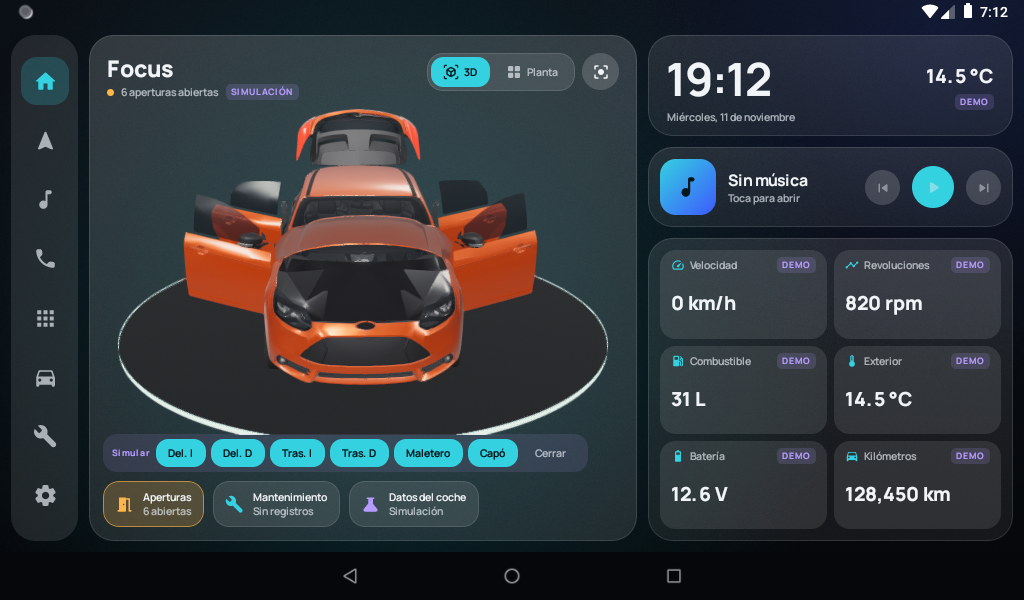 7:12
Focus
6 aperturas abiertas SIMULACIÓN
3D Planta
Simular Del. I Del. D Tras. I Tras. D Maletero Capó Cerrar
Aperturas
6 abiertas
Mantenimiento
Sin registros
Datos del coche
Simulación
19:12
Miércoles, 11 de noviembre
14.5 °C
DEMO
Sin música
Toca para abrir
Velocidad DEMO
0 km/h
Revoluciones DEMO
820 rpm
Combustible DEMO
31 L
Exterior DEMO
14.5 °C
Batería DEMO
12.6 V
Kilómetros DEMO
128,450 km